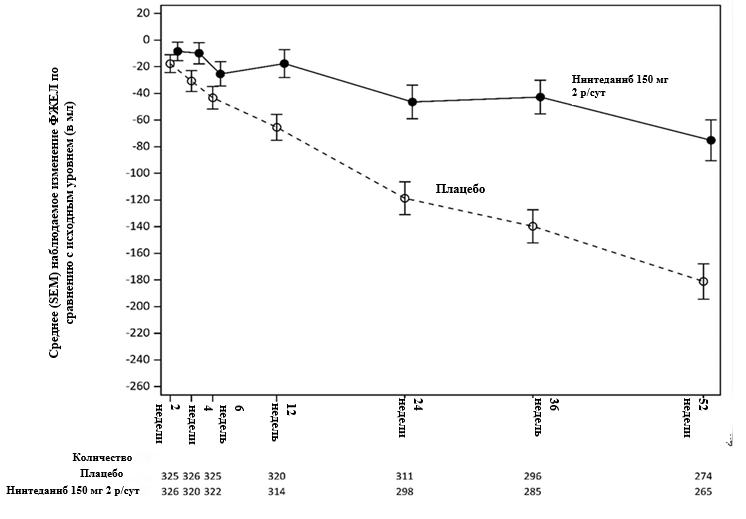 20
0
-20
-40
-60
-80
-100
-120
-140
-160
-180
-200
-220
-240
-260
Среднее (SEM) наблюдаемое изменение ФЖЕЛ по
сравнению с исходным уровнем (в мл)
Нинтеданиб 150 мг
2 р/сут
Плацебо
2
недели
4
недели
6
недель
12
недель
24
недели
36
недель
52
недели
Количество
Плацебо 325 326 325 320 311 296 274
Нинтеданиб 150 мг 2 р/сут 326 320 322 314 298 285 265